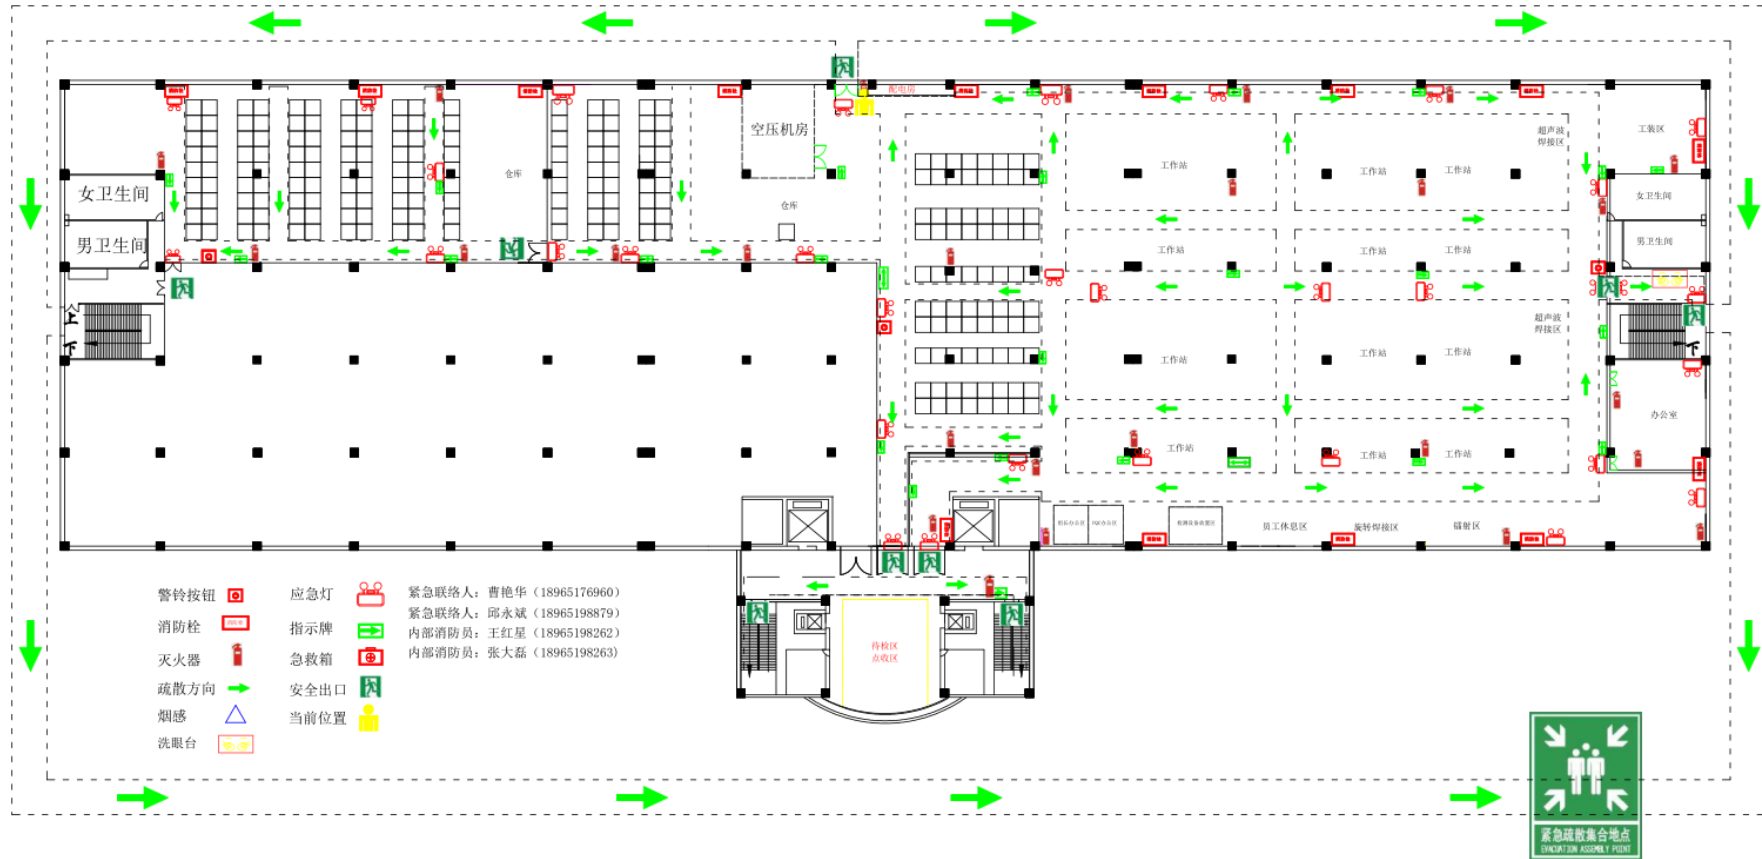 配电房
空压机房
工装区
超声波
焊接区
工作站
工作站
工作站
仓库
女卫生间
女卫生间
仓库
男卫生间
男卫生间
工作站
工作站
工作站
上
下
超声波
焊接区
工作站
工作站
工作站
下
办公室
工作站
工作站
工作站
员工休息区
旋转焊接区
镭射区
警铃按钮
应急灯
紧急联络人：曹艳华（18965176960）
紧急联络人：邱永斌（18965198879）
消防栓
指示牌
内部消防员：王红星（18965198262）
灭火器
急救箱
内部消防员：张大磊（18965198263）
待检区
点收区
疏散方向
安全出口
烟感
当前位置
洗眼台
紧急疏散集合地点
EVACUATION ASSEMBLY POINT